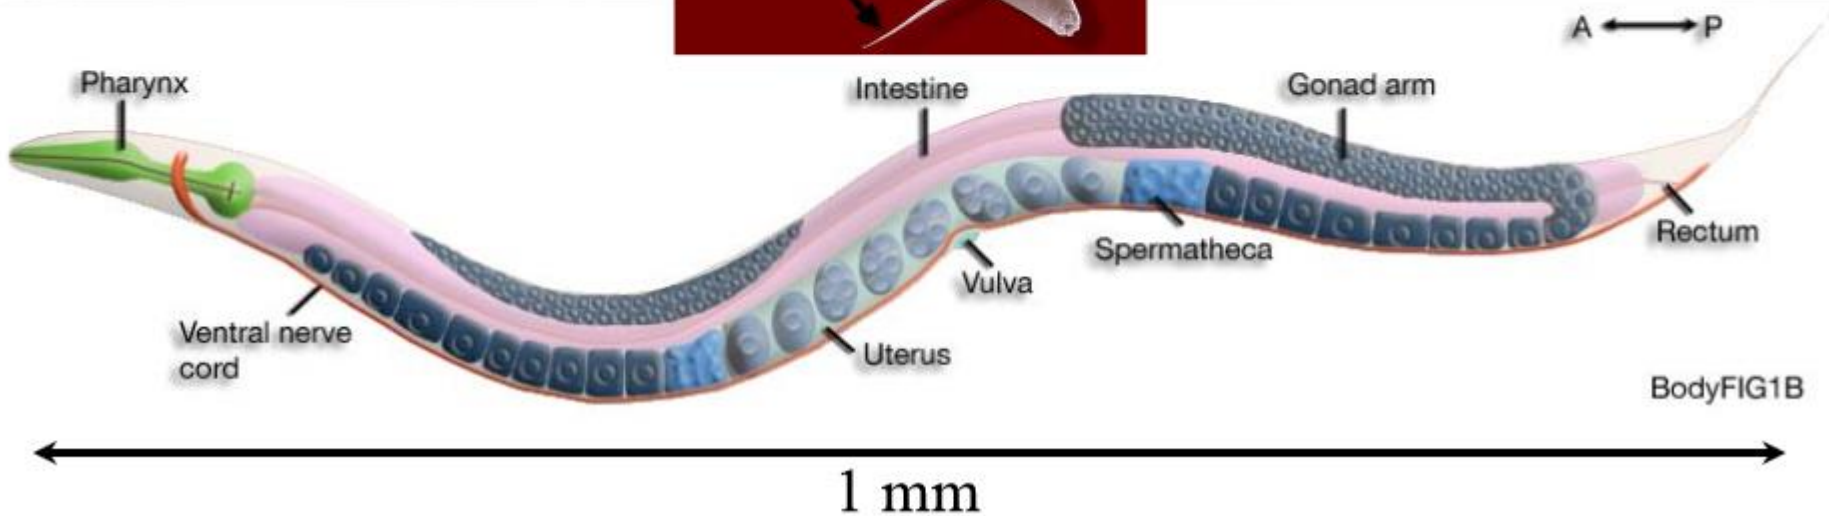 A P
Pharynx
Intestine
Gonad arm
Rectum
Spermatheca
Vulva
Ventral nerve
cord
Uterus
BodyFIG1B
1 mm